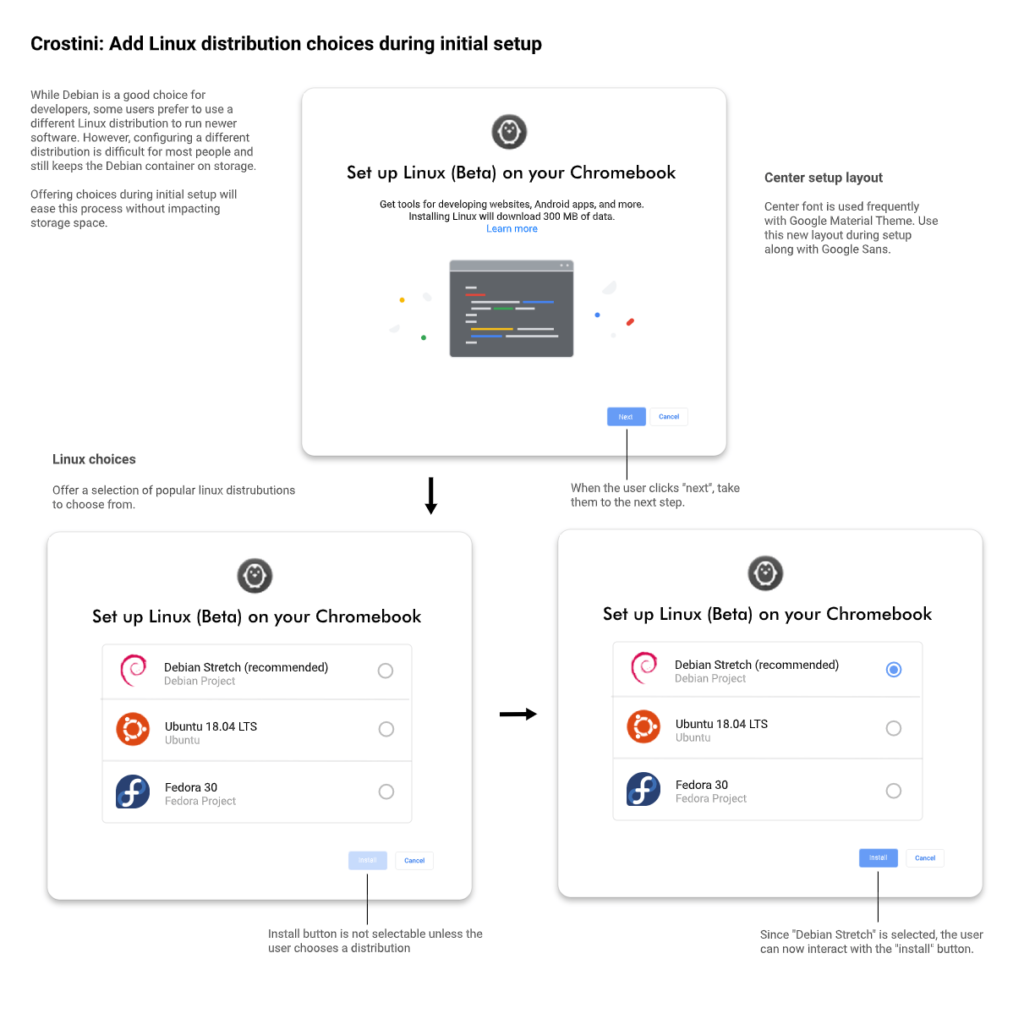 Crostini: Add Linux distribution choices during initial setup
While Debian is a good choice for
developers, some users prefer to use a
different Linux distribution to run newer
software. However, configuring a different
distribution is difficult for most people and
still keeps the Debian container on storage.
Offering choices during initial setup will
ease this process without impacting
storage space.
Set up Linux (Beta) on your Chromebook
Get tools for developing websites, Android apps, and more.
Installing Linux will download 300 MB of data.
Learn more
Next
Cancel
Center setup layout
Center font is used frequently
with Google Material Theme. Use
this new layout during setup
along with Google Sans.
When the user clicks "next", take
them to the next step.
Linux choices
Offer a selection of popular linux distrubutions
to choose from.
Set up Linux (Beta) on your Chromebook
Debian Stretch (recommended)
Debian Project
Ubuntu 18.04 LTS
Ubuntu
Fedora 30
Fedora Project
Install
Cancel
Install button is not selectable unless the
user chooses a distribution
Set up Linux (Beta) on your Chromebook
Debian Stretch (recommended)
Debian Project
Ubuntu 18.04 LTS
Ubuntu
Fedora 30
Fedora Project
Install
Cancel
Since "Debian Stretch" is selected, the user
can now interact with the "install" button.